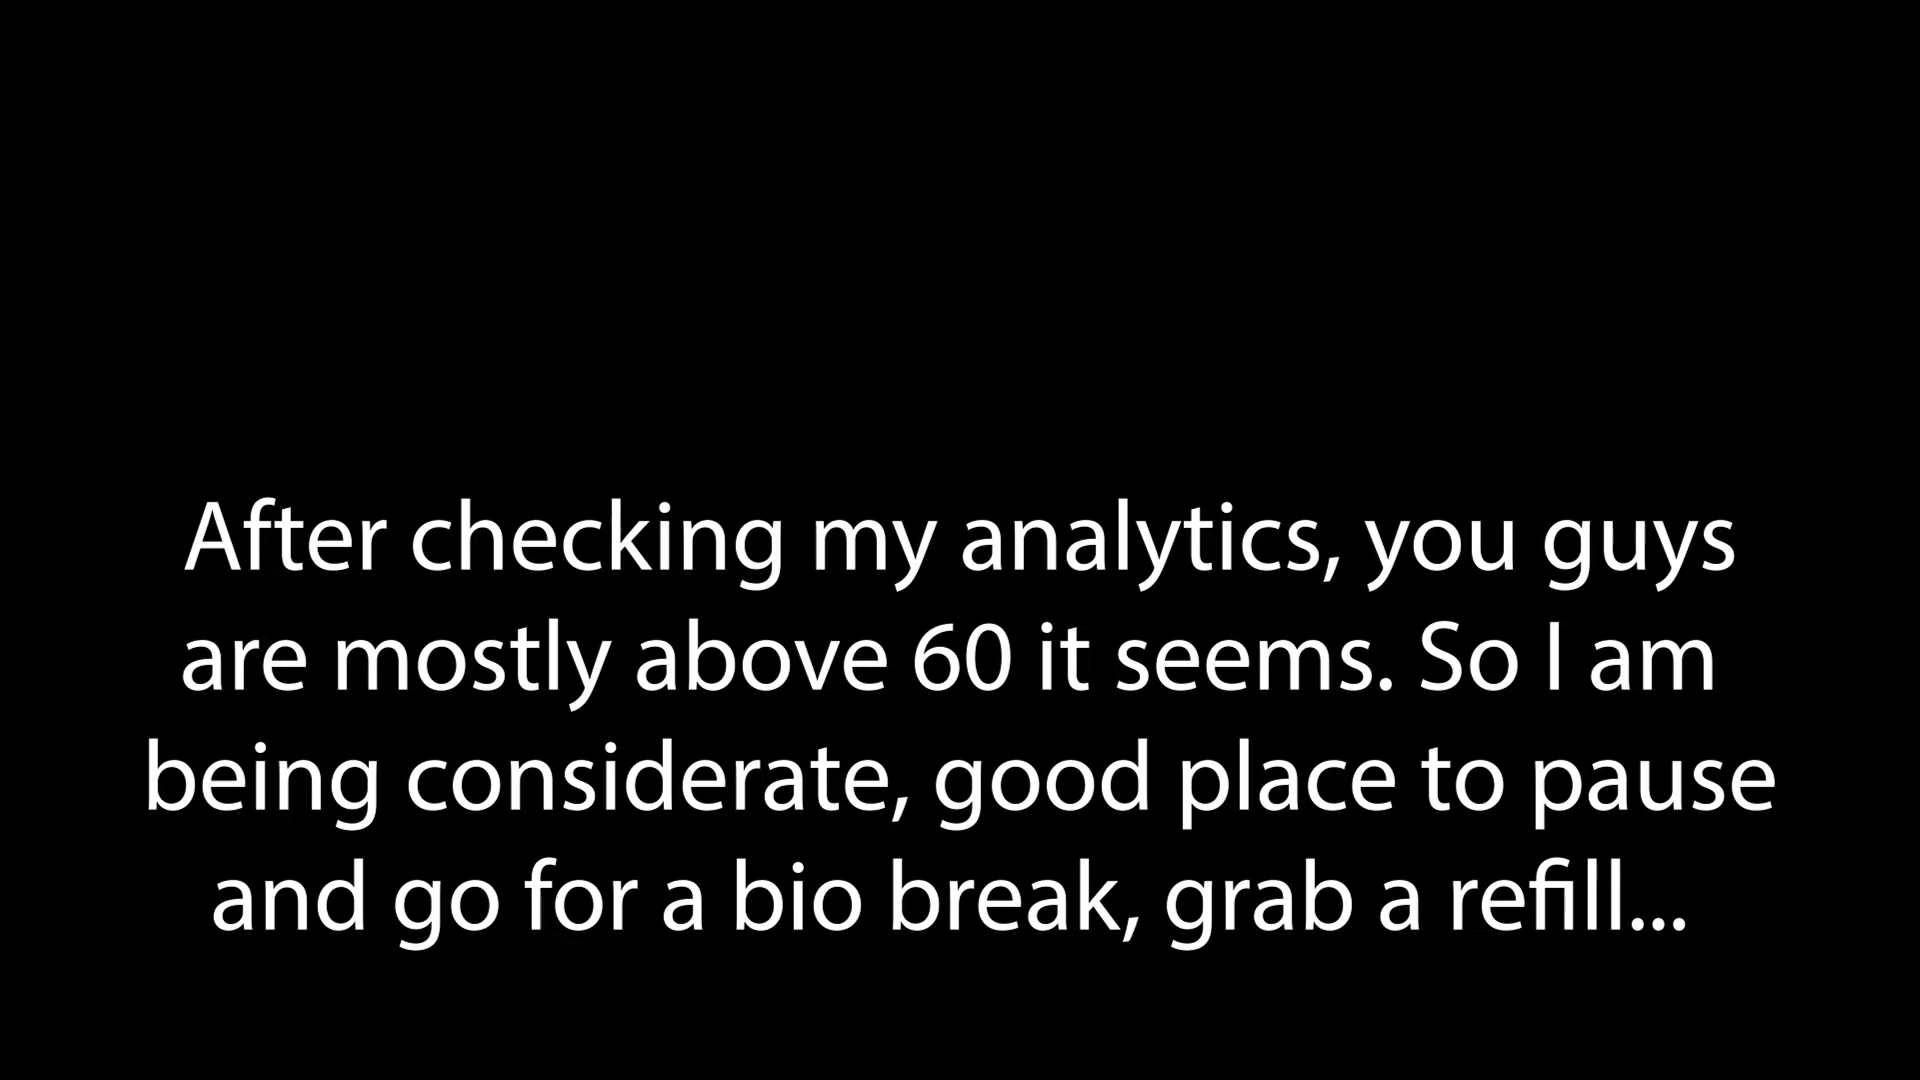 After checking my analytics, you guys
are mostly above 60 it seems. So I am
being considerate, good place to pause
and go for a bio break, grab a refill...